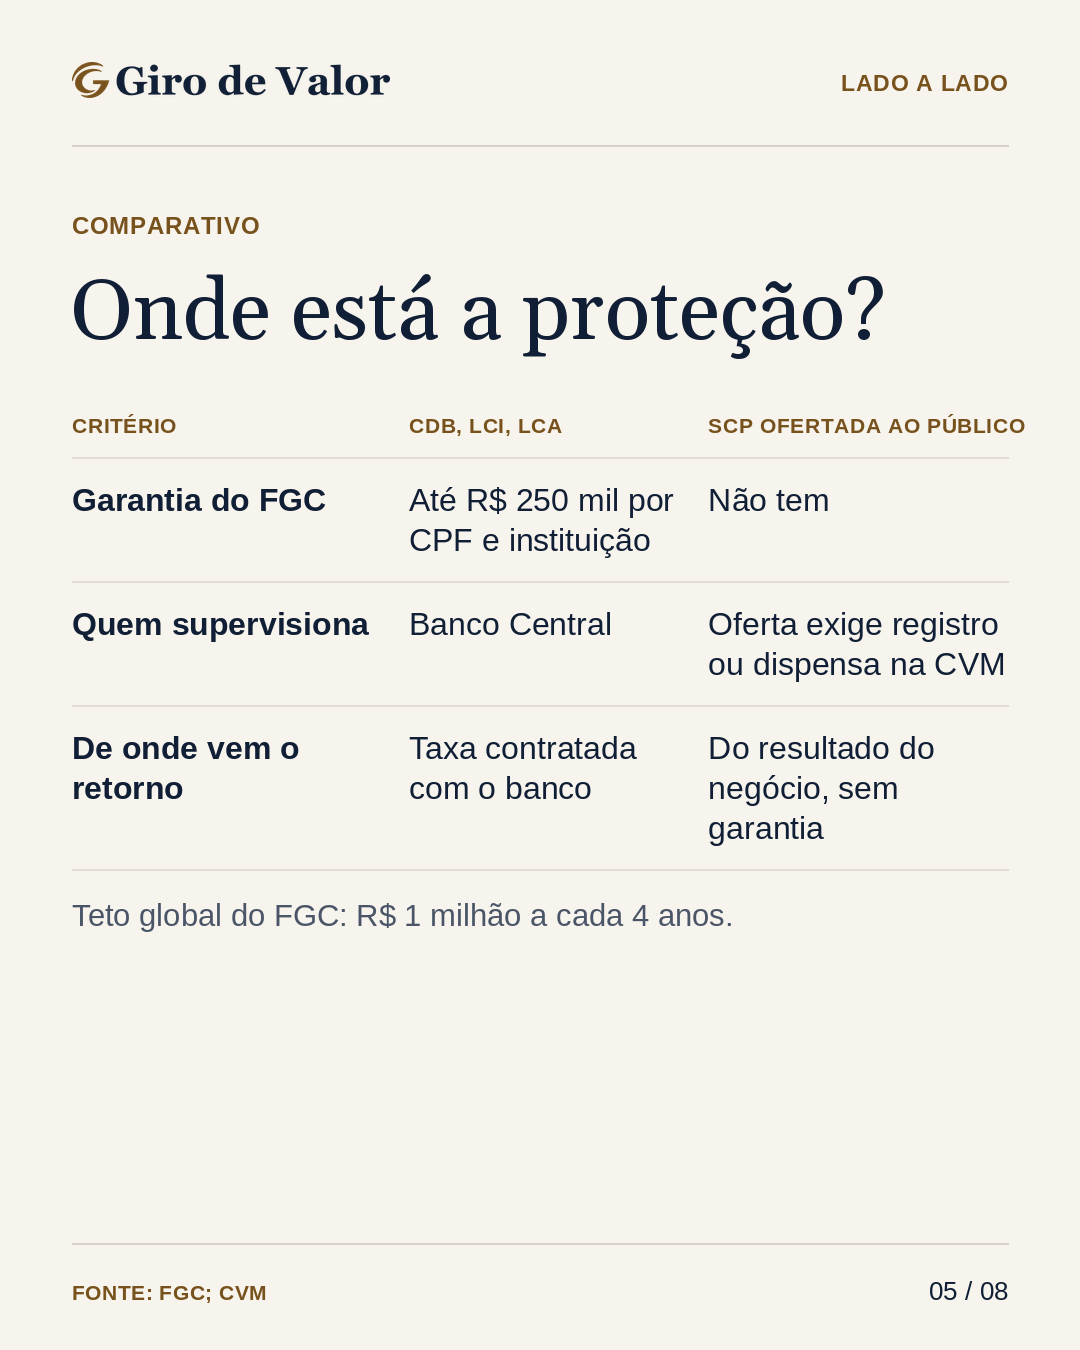 Giro de Valor
LADO A LADO
COMPARATIVO
Onde está a proteção?
CRITÉRIO
CDB, LCI, LCA
SCP OFERTADA AO PÚBLICO
Garantia do FGC
Até R$ 250 mil por
CPF e instituição
Não tem
Quem supervisiona
Banco Central
Oferta exige registro
ou dispensa na CVM
De onde vem o
retorno
Taxa contratada
com o banco
Do resultado do
negócio, sem
garantia
Teto global do FGC: R$ 1 milhão a cada 4 anos.
FONTE: FGC; CVM
05 / 08